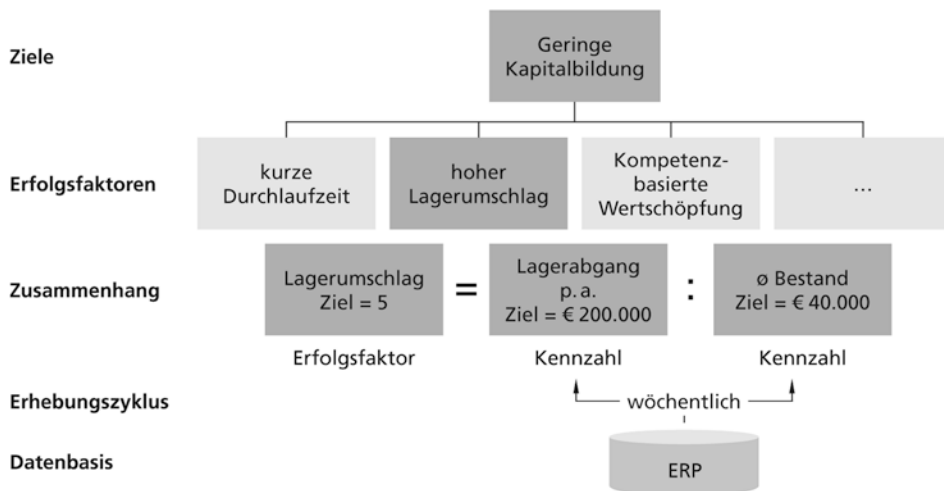 Ziele
Geringe
Kapitalbildung
Erfolgsfaktoren
kurze
Durchlaufzeit
hoher
Lagerumschlag
Kompetenz-
basierte
Wertschöpfung
...
Zusammenhang
Lagerumschlag
Ziel = 5
=
Lagerabgang
p. a.
Ziel = € 200.000
:
ø Bestand
Ziel = € 40.000
Erfolgsfaktor
Kennzahl
Kennzahl
Erhebungszyklus
wöchentlich
Datenbasis
ERP